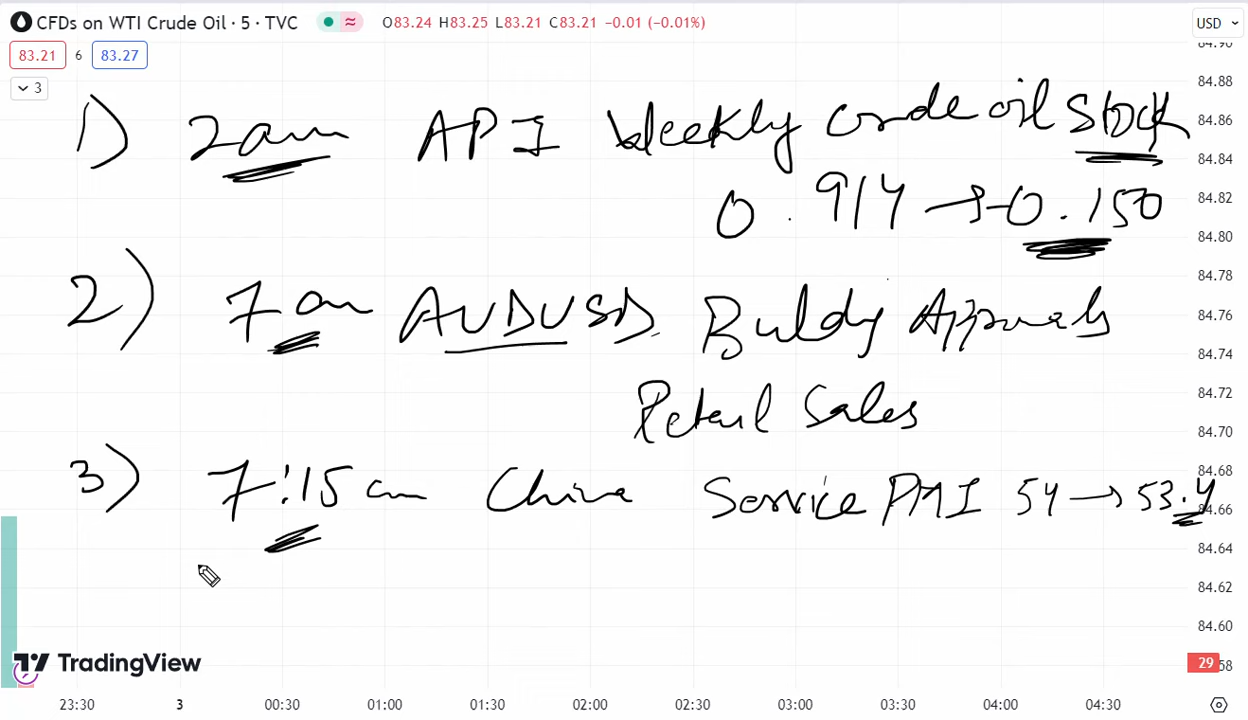 CFDs on WTI Crude Oil · 5 · TVC ≈ O83.24 H83.25 L83.21 C83.21 −0.01 (−0.01%) USD
83.21 6 83.27
3
1) 2am API Weekly crude oil stock
0.914 → -0.150
2) 7am AUDUSD Buildy Approvals
Retail Sales
3) 7:15am China Service PMI 54 → 53.4
84.90
84.88
84.86
84.84
84.82
84.80
84.78
84.76
84.74
84.72
84.70
84.68
84.66
84.64
84.62
84.60
29 58
TradingView
23:30 3 00:30 01:00 01:30 02:00 02:30 03:00 03:30 04:00 04:30